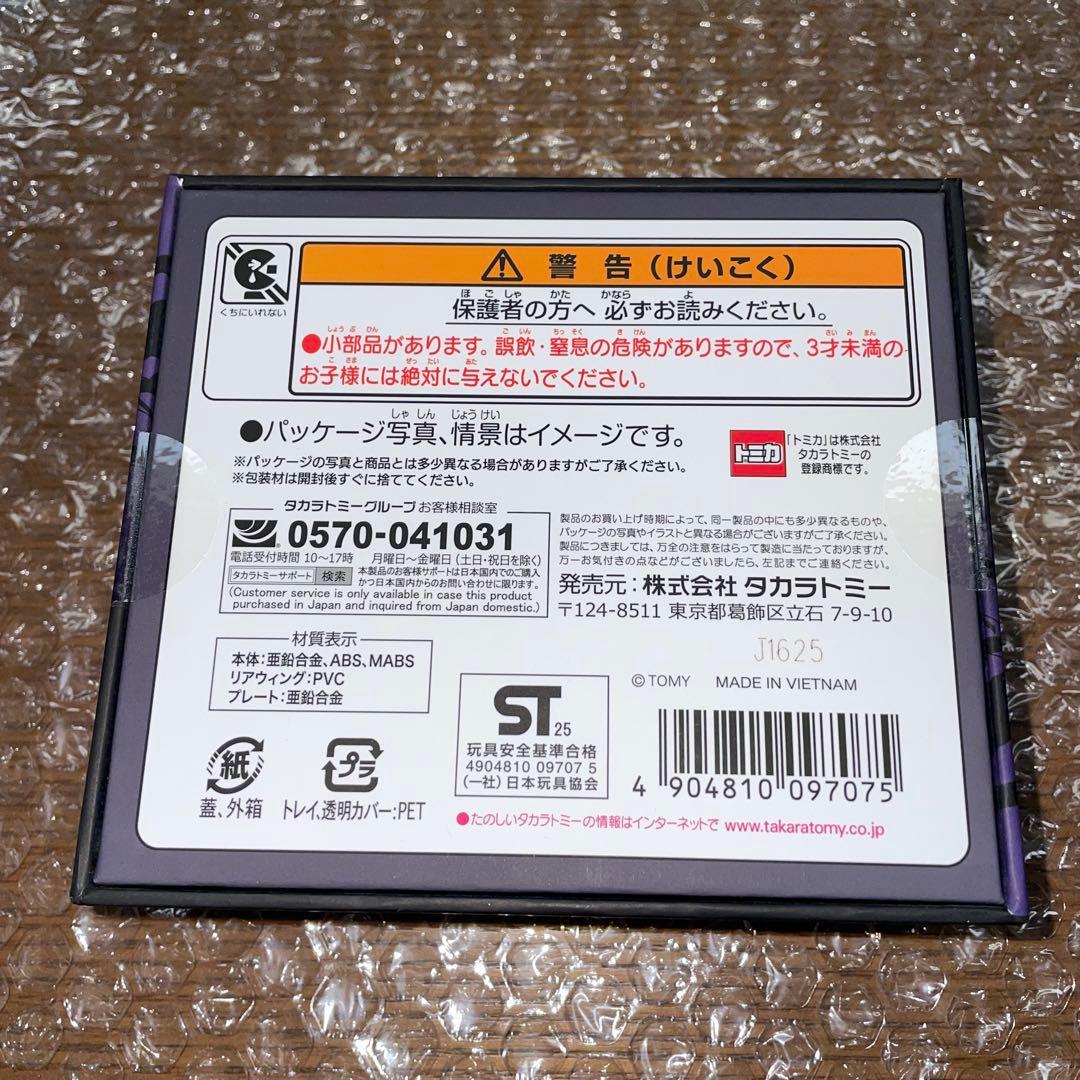 くちにいれない
警告(けいこく)
保護者の方へ 必ずお読みください。
ほごしゃ かた かなら よ
●小部品があります。誤飲・窒息の危険がありますので、3才未満の
しょうぶひん ごいん ちっそく きけん さいみまん
お子様には絶対に与えないでください。
こさま ぜったい あた
●パッケージ写真、情景はイメージです。
しゃしん じょうけい
※パッケージの写真と商品とは多少異なる場合がありますがご了承ください。
※包装材は開封後すぐに捨ててください。
トミカ
「トミカ」は株式会社
タカラトミーの
登録商標です。
タカラトミーグループ お客様相談室
0570-041031
電話受付時間 10〜17時 月曜日〜金曜日(土日・祝日を除く)
タカラトミーサポート 検索
本製品のお客様サポートは日本国内でのご購入
かつ日本国内からのお問い合わせに限ります。
(Customer service is only available in case this product
purchased in Japan and inquired from Japan domestic.)
製品のお買い上げ時期によって、同一製品の中にも多少異なるものや、
パッケージの写真やイラストと異なる場合がございますがご了承ください。
製品につきましては、万全の注意をはらって製造に当たっておりますが、
万一お気付きの点などがございましたら、左記までご連絡ください。
発売元:株式会社 タカラトミー
〒124-8511 東京都葛飾区立石 7-9-10
J1625
© TOMY MADE IN VIETNAM
材質表示
本体:亜鉛合金、ABS、MABS
リアウィング:PVC
プレート:亜鉛合金
紙
蓋、外箱
プラ
トレイ、透明カバー:PET
ST 25
玩具安全基準合格
4904810 09707 5
(一社)日本玩具協会
4 904810 097075
●たのしいタカラトミーの情報はインターネットで www.takaratomy.co.jp